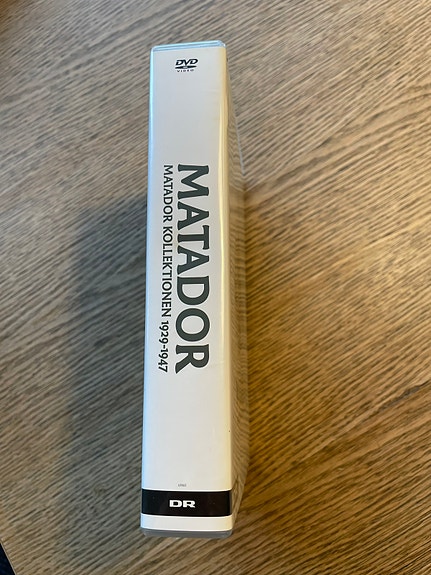 DVD
VIDEO
MATADOR
MATADOR KOLLEKTIONEN 1929-1947
DR